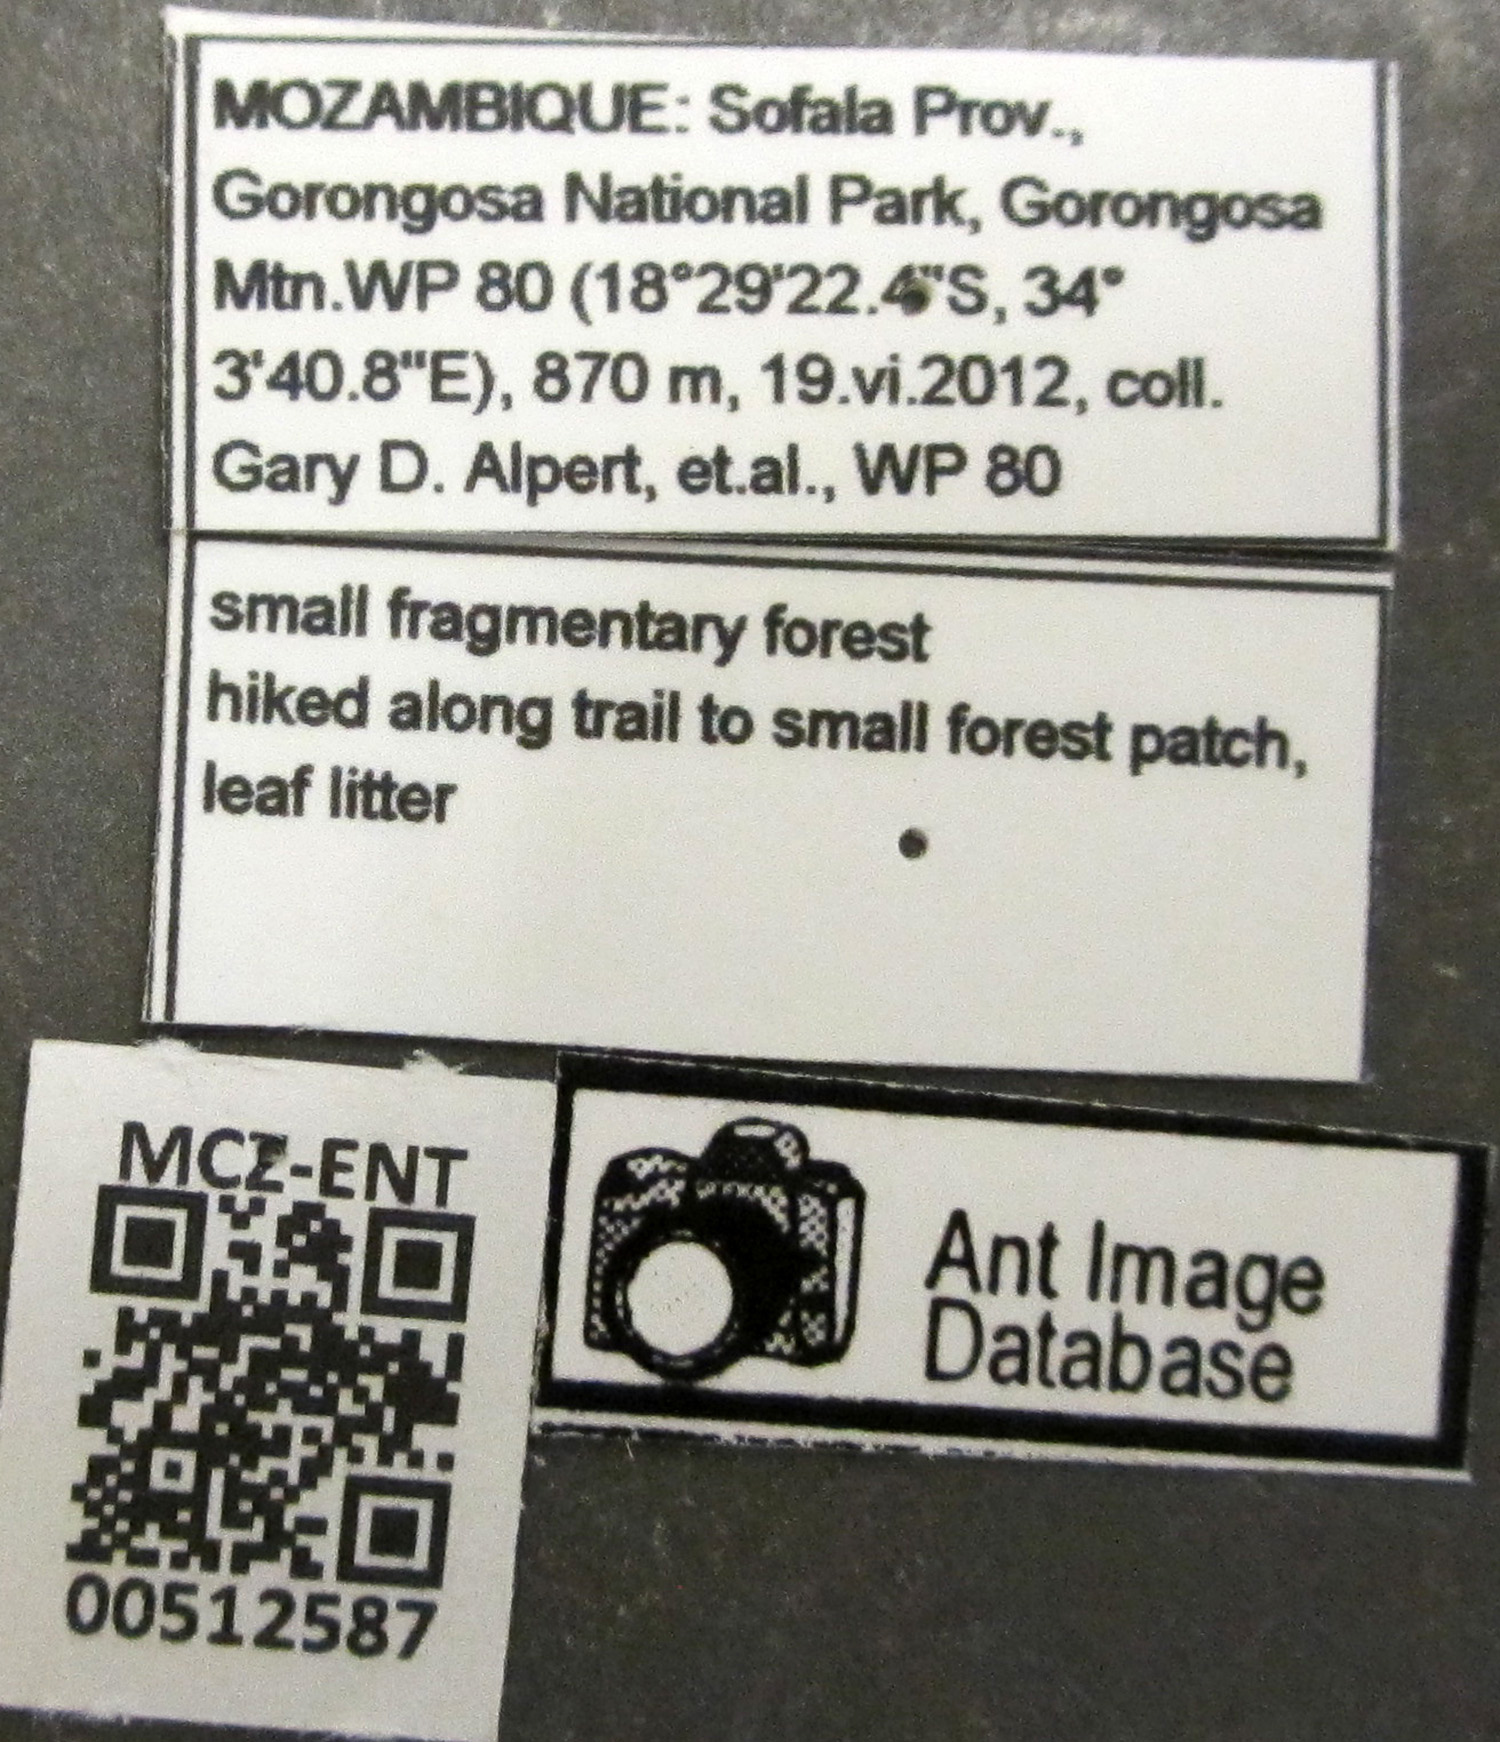 MOZAMBIQUE: Sofala Prov.,
Gorongosa National Park, Gorongosa
Mtn.WP 80 (18°29'22.4"S, 34°
3'40.8"E), 870 m, 19.vi.2012, coll.
Gary D. Alpert, et.al., WP 80
small fragmentary forest
hiked along trail to small forest patch,
leaf litter
MCZ-ENT
00512587
Ant Image
Database